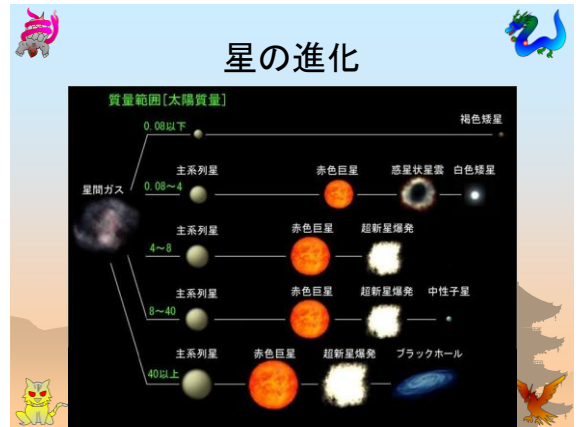 星の進化
質量範囲[太陽質量]
0.08以下
褐色矮星
星間ガス
0.08～4
主系列星
赤色巨星
惑星状星雲
白色矮星
4～8
主系列星
赤色巨星
超新星爆発
8～40
主系列星
赤色巨星
超新星爆発
中性子星
40以上
主系列星
赤色巨星
超新星爆発
ブラックホール